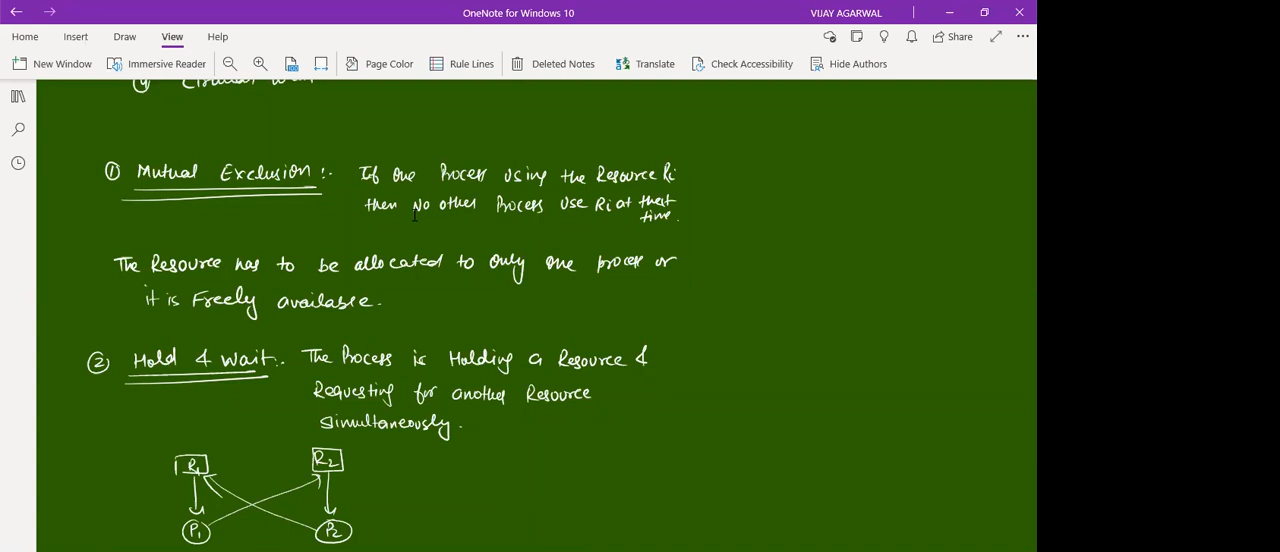 OneNote for Windows 10
VIJAY AGARWAL
Home Insert Draw View Help
Share
New Window Immersive Reader Page Color Rule Lines Deleted Notes Translate Check Accessibility Hide Authors
① Mutual Exclusion :- If one Process using the Resource Ri
then No other Process use Ri at that
time.
The Resource has to be allocated to only one process or
it is Freely available.
② Hold & Wait :- The Process is Holding a Resource &
Requesting for another Resource
simultaneously.
R1 R2
P1 P2